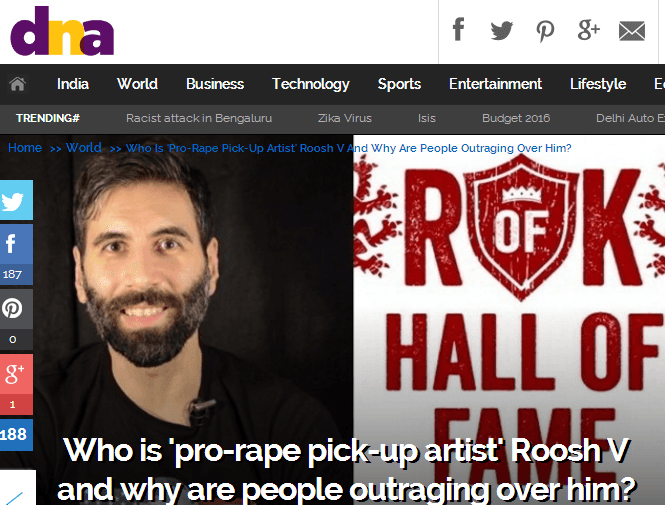 dna
f g+
India World Business Technology Sports Entertainment Lifestyle E
TRENDING# Racist attack in Bengaluru Zika Virus Isis Budget 2016 Delhi Auto E
Home >> World >> Who Is 'Pro-Rape Pick-Up Artist' Roosh V And Why Are People Outraging Over Him?
f
187
0
g+
1
188
R OF K
HALL OF
FAME
Who is 'pro-rape pick-up artist' Roosh V
and why are people outraging over him?